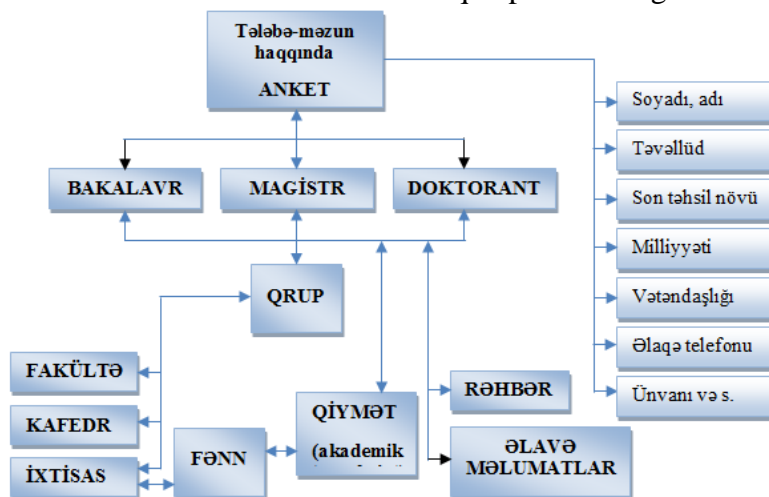 Tələbə-məzun
haqqında
ANKET
Soyadı, adı
Təvəllüd
Son təhsil növü
Milliyyəti
Vətəndaşlığı
Əlaqə telefonu
Ünvanı və s.
BAKALAVR
MAGİSTR
DOKTORANT
QRUP
FAKÜLTƏ
KAFEDR
İXTİSAS
FƏNN
QİYMƏT
(akademik
RƏHBƏR
ƏLAVƏ
MƏLUMATLAR